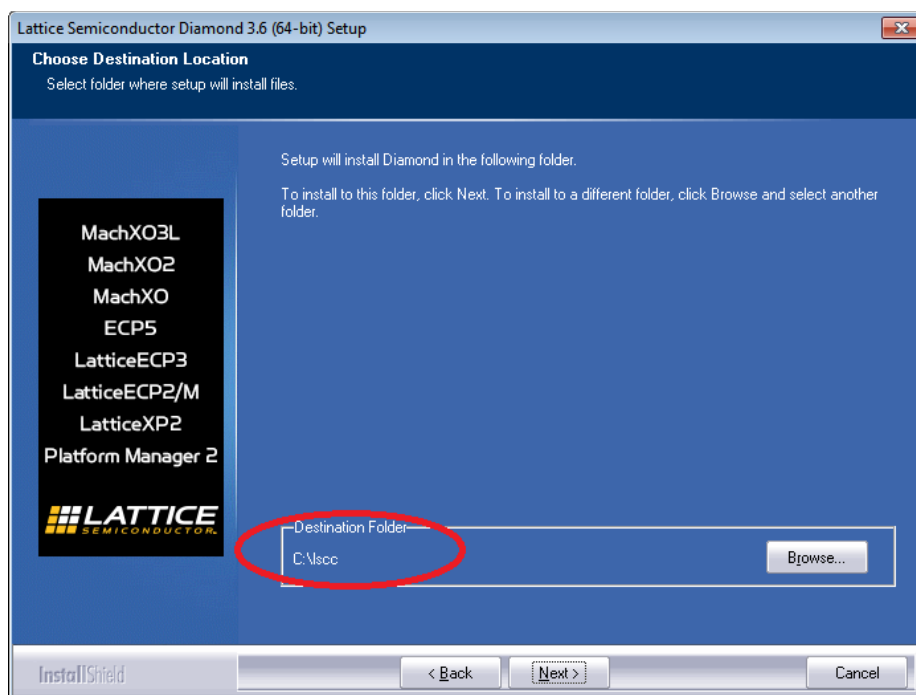 Lattice Semiconductor Diamond 3.6 (64-bit) Setup
Choose Destination Location
Select folder where setup will install files.
Setup will install Diamond in the following folder.
To install to this folder, click Next. To install to a different folder, click Browse and select another
folder.
MachXO3L
MachXO2
MachXO
ECP5
LatticeECP3
LatticeECP2/M
LatticeXP2
Platform Manager 2
LATTICE
SEMICONDUCTOR.
Destination Folder
C:\lscc
Browse...
InstallShield
< Back
Next >
Cancel